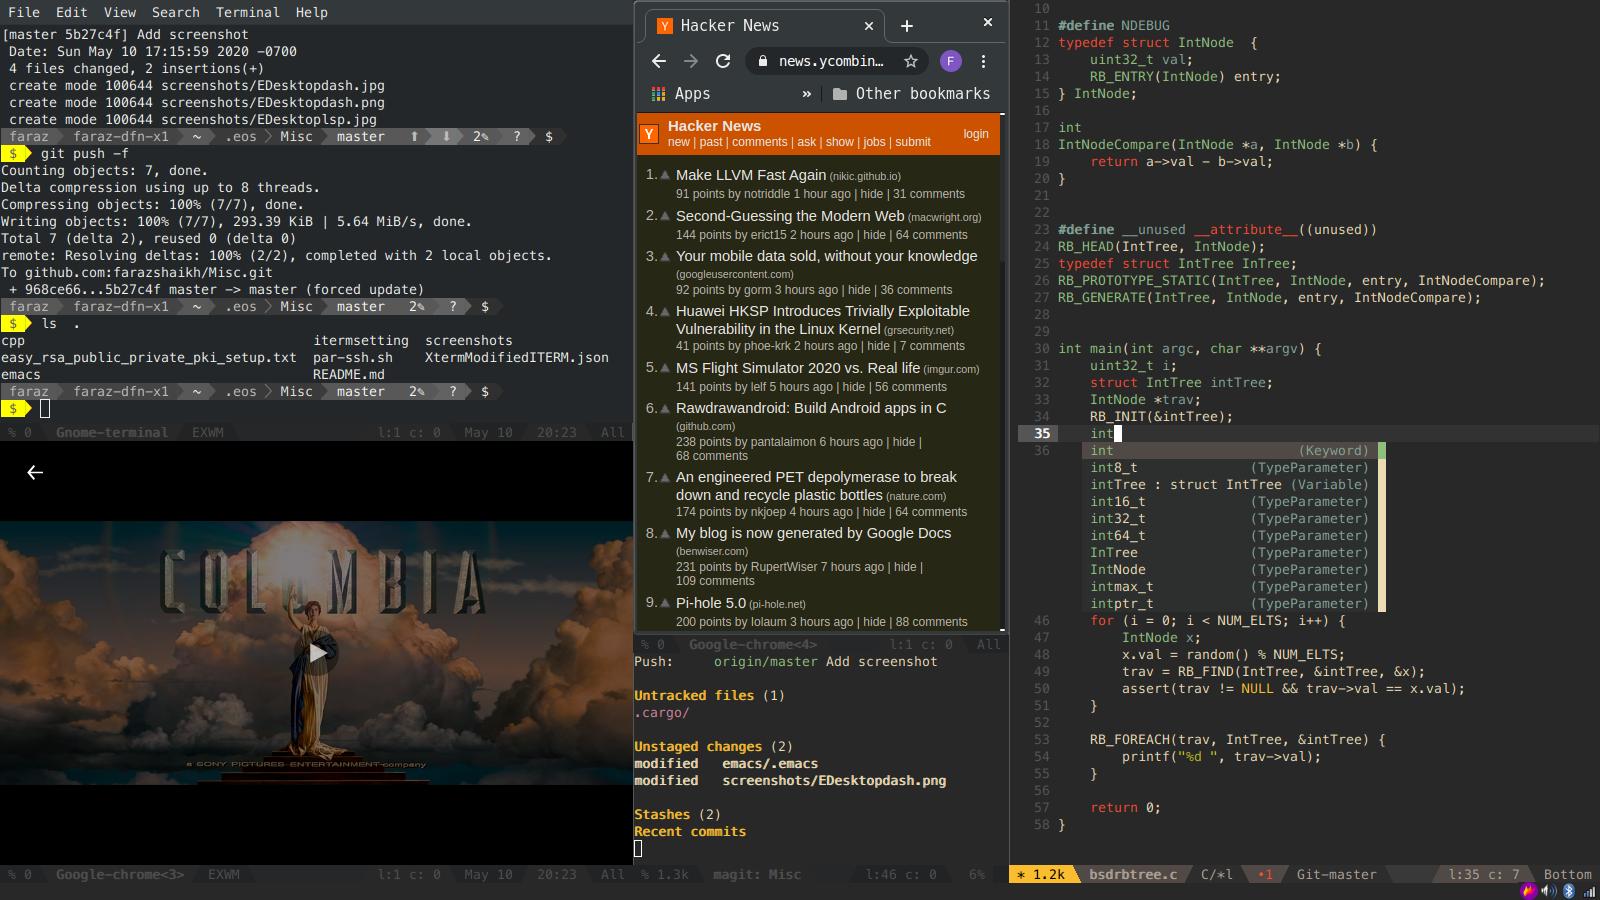 File Edit View Search Terminal Help
[master 5b27c4f] Add screenshot
Date: Sun May 10 17:15:59 2020 -0700
4 files changed, 2 insertions(+)
create mode 100644 screenshots/EDesktopdash.jpg
create mode 100644 screenshots/EDesktopdash.png
create mode 100644 screenshots/EDesktoplsp.jpg
faraz faraz-dfn-x1 ~ .eos Misc master ⬆ ⬇ 2✎ ? $
$ git push -f
Counting objects: 7, done.
Delta compression using up to 8 threads.
Compressing objects: 100% (7/7), done.
Writing objects: 100% (7/7), 293.39 KiB | 5.64 MiB/s, done.
Total 7 (delta 2), reused 0 (delta 0)
remote: Resolving deltas: 100% (2/2), completed with 2 local objects.
To github.com:farazshaikh/Misc.git
+ 968ce66...5b27c4f master -> master (forced update)
faraz faraz-dfn-x1 ~ .eos Misc master 2✎ ? $
$ ls .
cpp itermsetting screenshots
easy_rsa_public_private_pki_setup.txt par-ssh.sh XtermModifiedITERM.json
emacs README.md
faraz faraz-dfn-x1 ~ .eos Misc master 2✎ ? $
$
% 0 Gnome-terminal EXWM l:1 c: 0 May 10 20:23 All
COLUMBIA
a SONY PICTURES ENTERTAINMENT company
% 0 Google-chrome<3> EXWM l:1 c: 0 May 10 20:23 All
Y Hacker News × + ×
news.ycombin... F
Apps » Other bookmarks
Y Hacker News
new | past | comments | ask | show | jobs | submit login
1. Make LLVM Fast Again (nikic.github.io)
91 points by notriddle 1 hour ago | hide | 31 comments
2. Second-Guessing the Modern Web (macwright.org)
144 points by erict15 2 hours ago | hide | 64 comments
3. Your mobile data sold, without your knowledge
(googleusercontent.com)
92 points by gorm 3 hours ago | hide | 36 comments
4. Huawei HKSP Introduces Trivially Exploitable
Vulnerability in the Linux Kernel (grsecurity.net)
41 points by phoe-krk 2 hours ago | hide | 7 comments
5. MS Flight Simulator 2020 vs. Real life (imgur.com)
141 points by lelf 5 hours ago | hide | 56 comments
6. Rawdrawandroid: Build Android apps in C
(github.com)
238 points by pantalaimon 6 hours ago | hide |
68 comments
7. An engineered PET depolymerase to break
down and recycle plastic bottles (nature.com)
174 points by nkjoep 4 hours ago | hide | 64 comments
8. My blog is now generated by Google Docs
(benwiser.com)
231 points by RupertWiser 7 hours ago | hide |
109 comments
9. Pi-hole 5.0 (pi-hole.net)
200 points by lolaum 3 hours ago | hide | 88 comments
% 0 Google-chrome<4> l:1 c: 0 All
Push: origin/master Add screenshot
Untracked files (1)
.cargo/
Unstaged changes (2)
modified emacs/.emacs
modified screenshots/EDesktopdash.png
Stashes (2)
Recent commits
% 1.3k magit: Misc l:46 c: 0 6%
10
11 #define NDEBUG
12 typedef struct IntNode {
13 uint32_t val;
14 RB_ENTRY(IntNode) entry;
15 } IntNode;
16
17 int
18 IntNodeCompare(IntNode *a, IntNode *b) {
19 return a->val - b->val;
20 }
21
22
23 #define __unused __attribute__((unused))
24 RB_HEAD(IntTree, IntNode);
25 typedef struct IntTree InTree;
26 RB_PROTOTYPE_STATIC(IntTree, IntNode, entry, IntNodeCompare);
27 RB_GENERATE(IntTree, IntNode, entry, IntNodeCompare);
28
29
30 int main(int argc, char **argv) {
31 uint32_t i;
32 struct IntTree intTree;
33 IntNode *trav;
34 RB_INIT(&intTree);
35 int
36 int (Keyword)
int8_t (TypeParameter)
intTree : struct IntTree (Variable)
int16_t (TypeParameter)
int32_t (TypeParameter)
int64_t (TypeParameter)
InTree (TypeParameter)
IntNode (TypeParameter)
intmax_t (TypeParameter)
intptr_t (TypeParameter)
46 for (i = 0; i < NUM_ELTS; i++) {
47 IntNode x;
48 x.val = random() % NUM_ELTS;
49 trav = RB_FIND(IntTree, &intTree, &x);
50 assert(trav != NULL && trav->val == x.val);
51 }
52
53 RB_FOREACH(trav, IntTree, &intTree) {
54 printf("%d ", trav->val);
55 }
56
57 return 0;
58 }
* 1.2k bsdrbtree.c C/*l •1 Git-master l:35 c: 7 Bottom